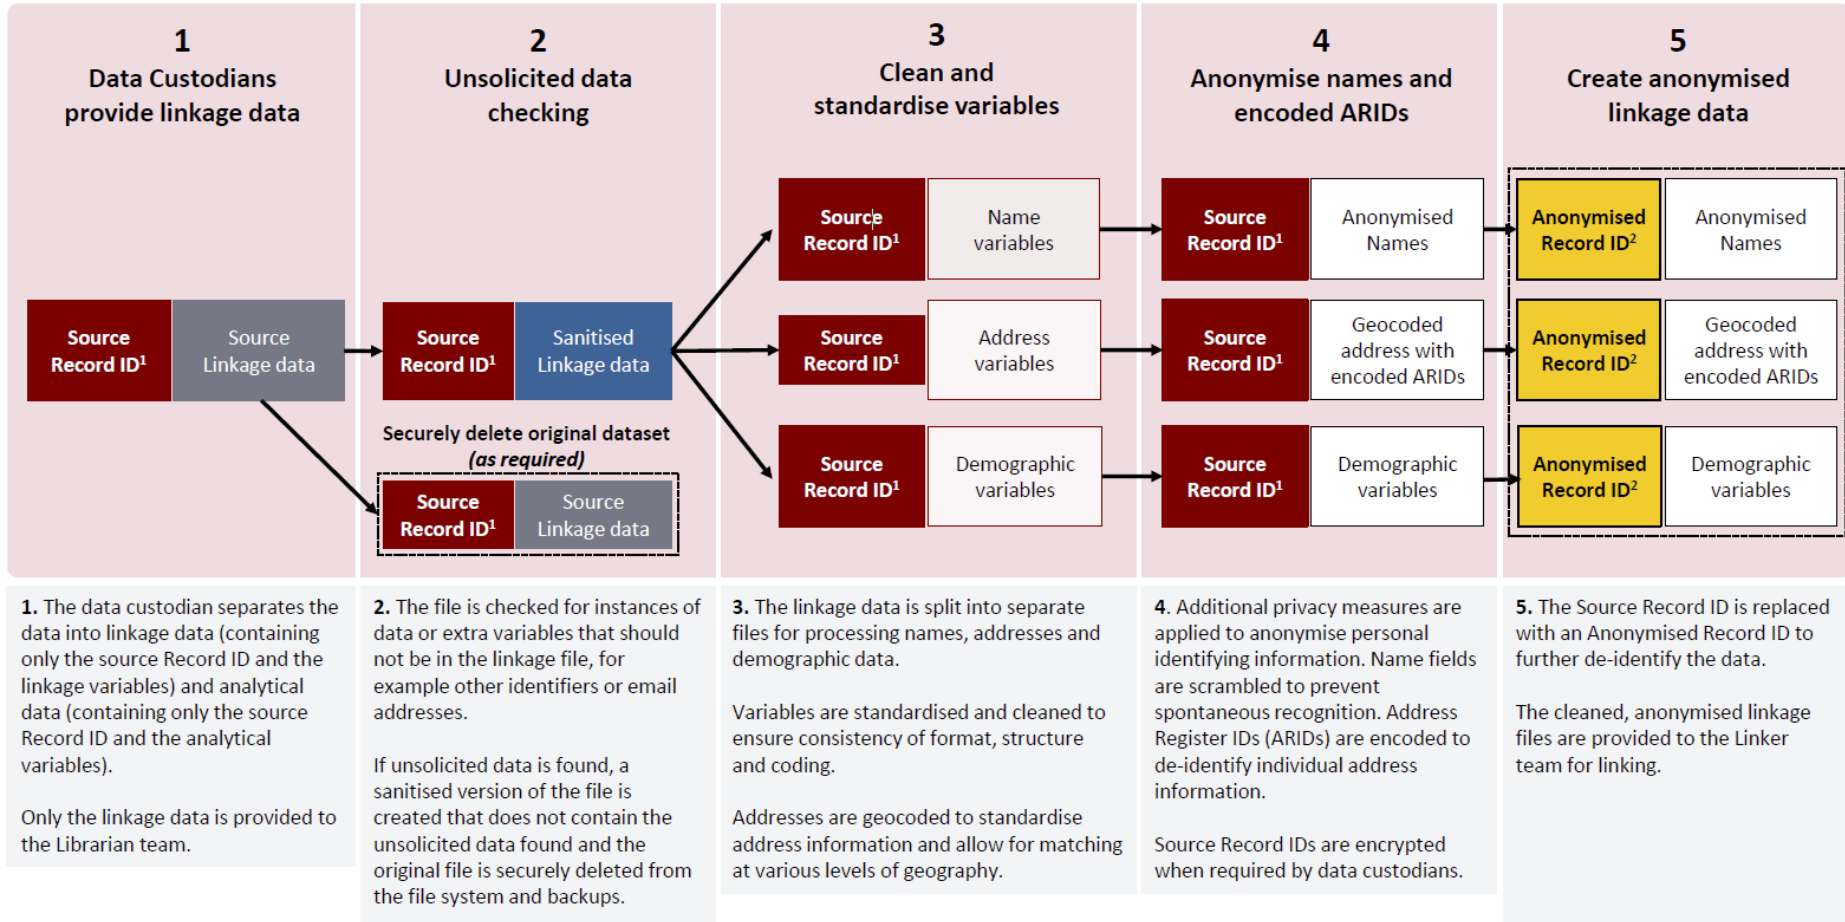 1
Data Custodians
provide linkage data
2
Unsolicited data
checking
3
Clean and
standardise variables
4
Anonymise names and
encoded ARIDs
5
Create anonymised
linkage data
Source
Record ID¹
Source
Linkage data
Source
Record ID¹
Sanitised
Linkage data
Securely delete original dataset
(as required)
Source
Record ID¹
Source
Linkage data
Source
Record ID¹
Name
variables
Source
Record ID¹
Address
variables
Source
Record ID¹
Demographic
variables
Source
Record ID¹
Anonymised
Names
Source
Record ID¹
Geocoded
address with
encoded ARIDs
Source
Record ID¹
Demographic
variables
Anonymised
Record ID²
Anonymised
Names
Anonymised
Record ID²
Geocoded
address with
encoded ARIDs
Anonymised
Record ID²
Demographic
variables
1. The data custodian separates the
data into linkage data (containing
only the source Record ID and the
linkage variables) and analytical
data (containing only the source
Record ID and the analytical
variables).
Only the linkage data is provided to
the Librarian team.
2. The file is checked for instances of
data or extra variables that should
not be in the linkage file, for
example other identifiers or email
addresses.
If unsolicited data is found, a
sanitised version of the file is
created that does not contain the
unsolicited data found and the
original file is securely deleted from
the file system and backups.
3. The linkage data is split into separate
files for processing names, addresses and
demographic data.
Variables are standardised and cleaned to
ensure consistency of format, structure
and coding.
Addresses are geocoded to standardise
address information and allow for matching
at various levels of geography.
4. Additional privacy measures are
applied to anonymise personal
identifying information. Name fields
are scrambled to prevent
spontaneous recognition. Address
Register IDs (ARIDs) are encoded to
de-identify individual address
information.
Source Record IDs are encrypted
when required by data custodians.
5. The Source Record ID is replaced
with an Anonymised Record ID to
further de-identify the data.
The cleaned, anonymised linkage
files are provided to the Linker
team for linking.